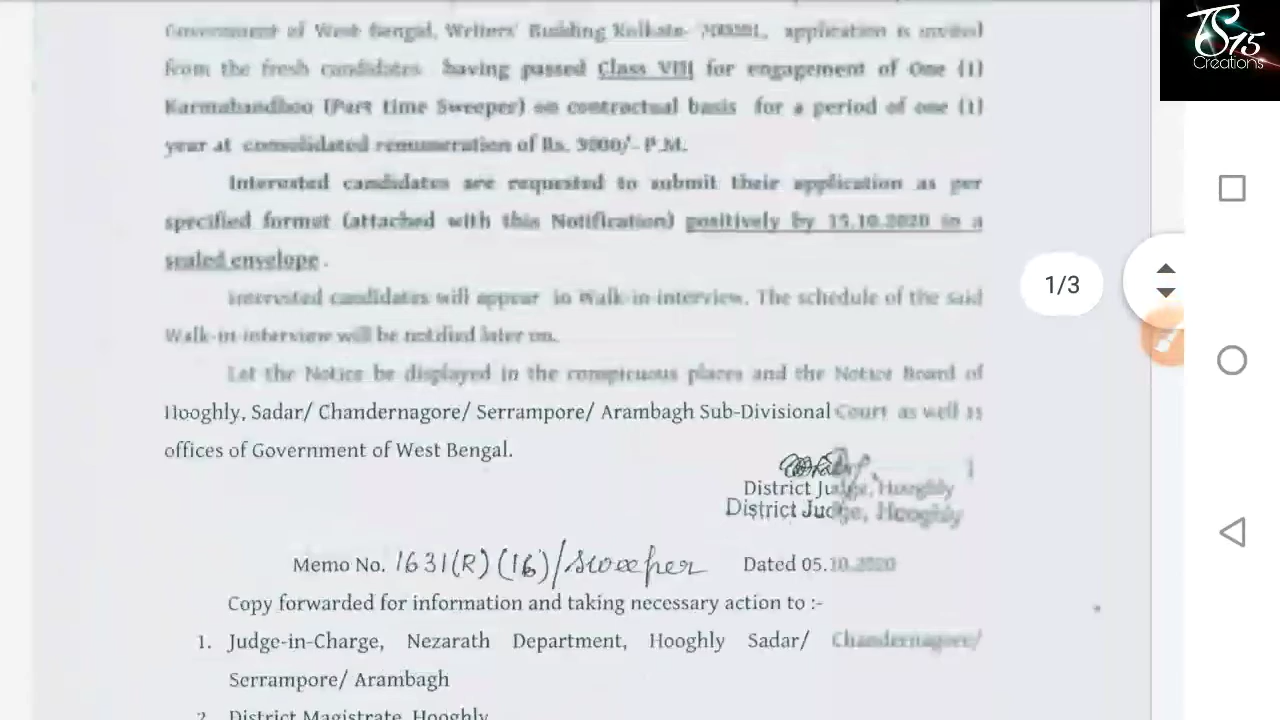 Government of West Bengal, Writers' Building Kolkata- 700001, application is invited
from the fresh candidates having passed Class VIII for engagement of One (1)
Karmabandhoo (Part time Sweeper) on contractual basis for a period of one (1)
year at consolidated remuneration of Rs. 3000/- P.M.
Interested candidates are requested to submit their application as per
specified format (attached with this Notification) positively by 15.10.2020 in a
sealed envelope.
Interested candidates will appear in Walk-in-interview. The schedule of the said
Walk-in-interview will be notified later on.
Let the Notice be displayed in the conspicuous places and the Notice Board of
Hooghly, Sadar/ Chandernagore/ Serrampore/ Arambagh Sub-Divisional Court as well as
offices of Government of West Bengal.
District Judge, Hooghly
District Judge, Hooghly
Memo No. 1631(R)(16)/Sweeper Dated 05.10.2020
Copy forwarded for information and taking necessary action to :-
1. Judge-in-Charge, Nezarath Department, Hooghly Sadar/ Chandernagore/
Serrampore/ Arambagh
2. District Magistrate, Hooghly
1/3
TS75
Creations